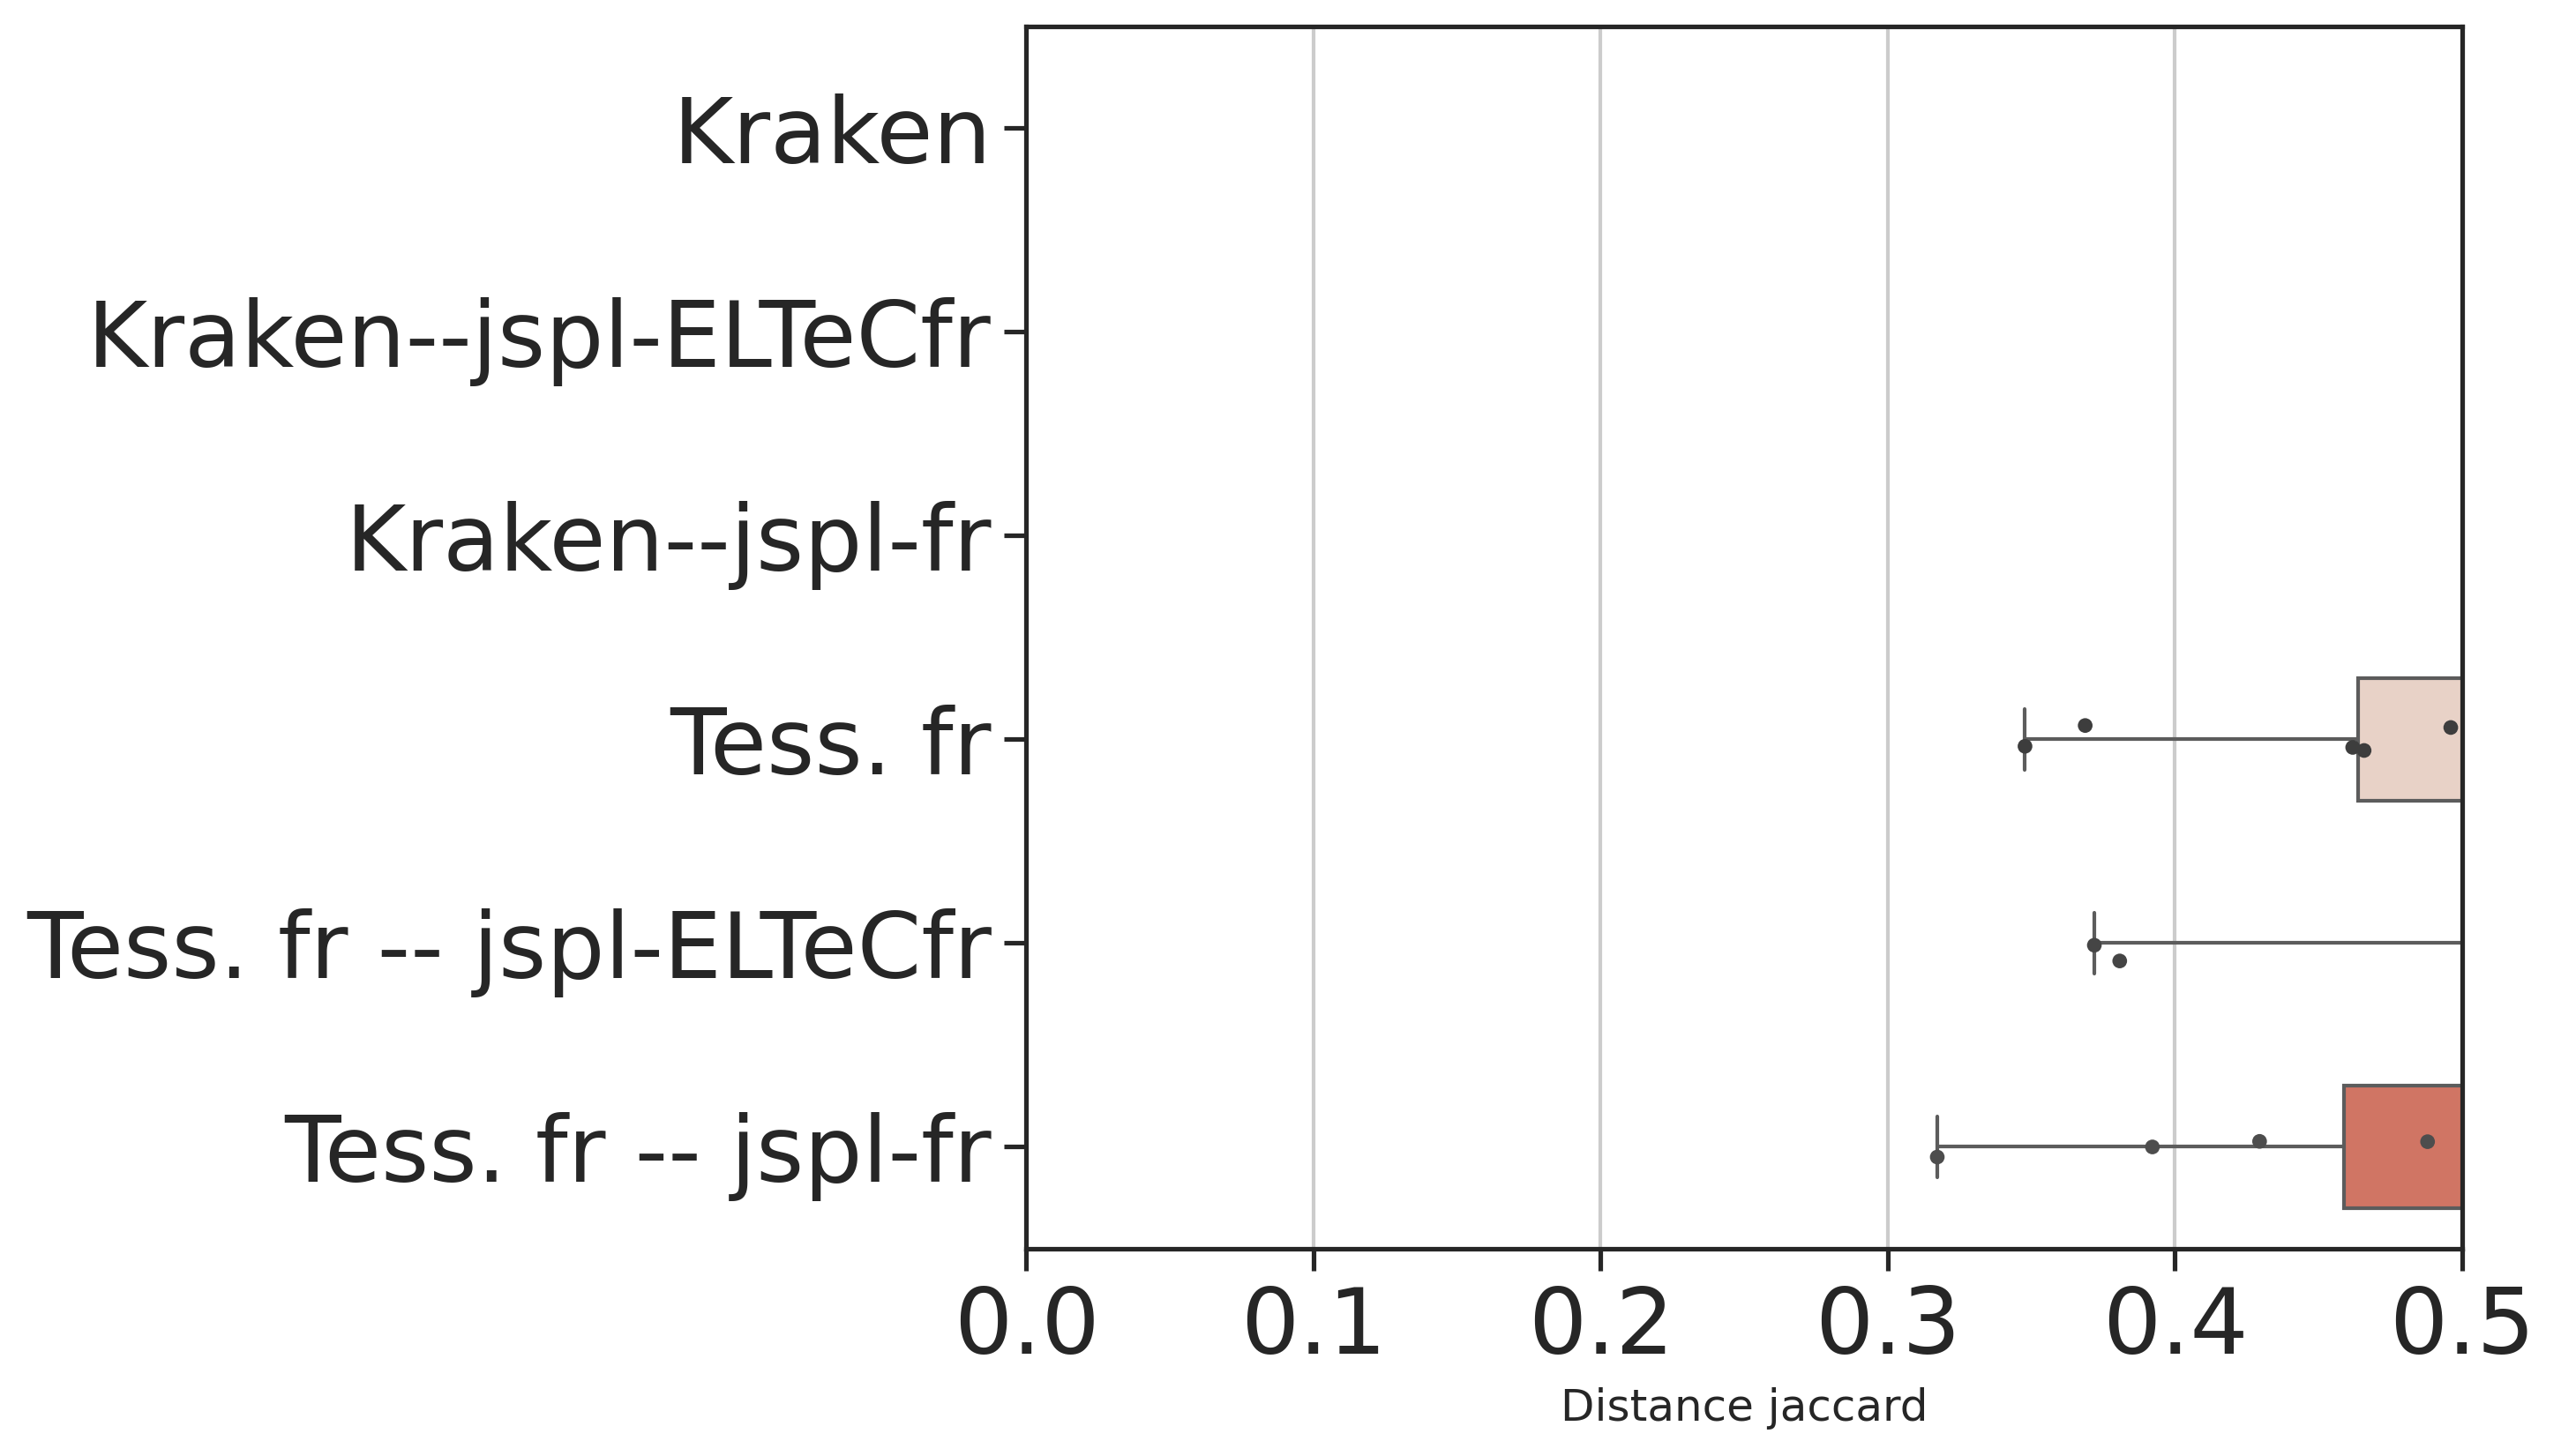 Kraken
Kraken--jspl-ELTeCfr
Kraken--jspl-fr
Tess. fr
Tess. fr -- jspl-ELTeCfr
Tess. fr -- jspl-fr
0.0 0.1 0.2 0.3 0.4 0.5
Distance jaccard